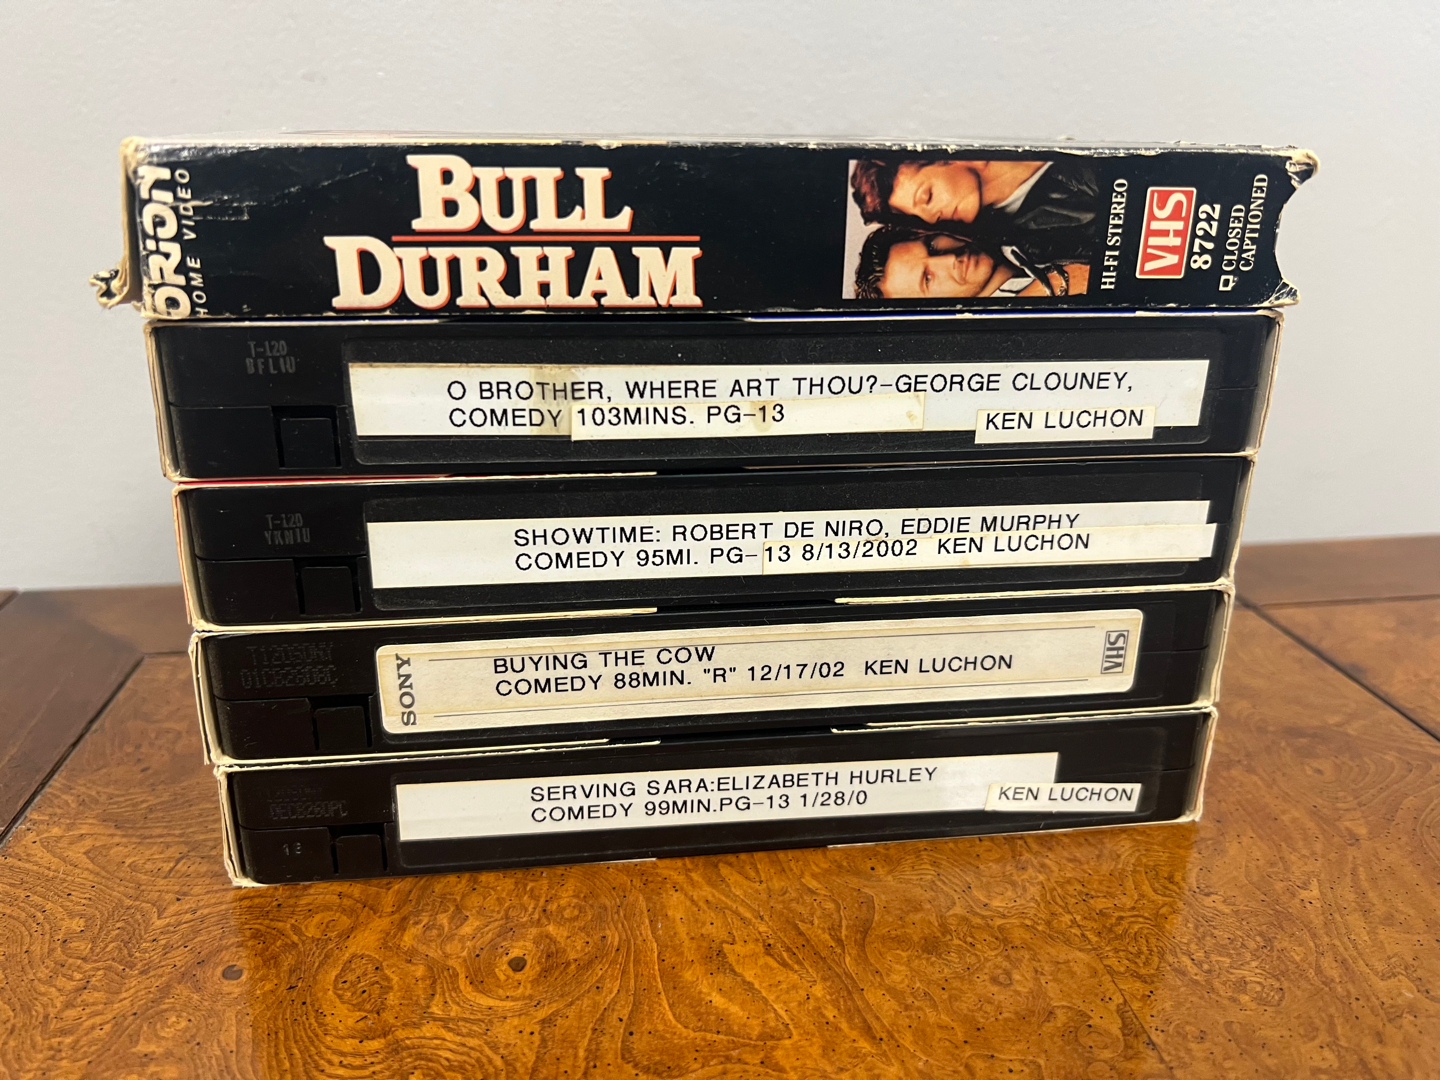 ORION
HOME VIDEO
BULL
DURHAM
HI-FI STEREO
VHS
8722
CLOSED
CAPTIONED
T-120
O BROTHER, WHERE ART THOU?-GEORGE CLOUNEY,
COMEDY 103MINS. PG-13
KEN LUCHON
T-120
SHOWTIME: ROBERT DE NIRO, EDDIE MURPHY
COMEDY 95MI. PG-13 8/13/2002 KEN LUCHON
SONY
BUYING THE COW
COMEDY 88MIN. "R" 12/17/02 KEN LUCHON
VHS
SERVING SARA:ELIZABETH HURLEY
COMEDY 99MIN.PG-13 1/28/0
KEN LUCHON